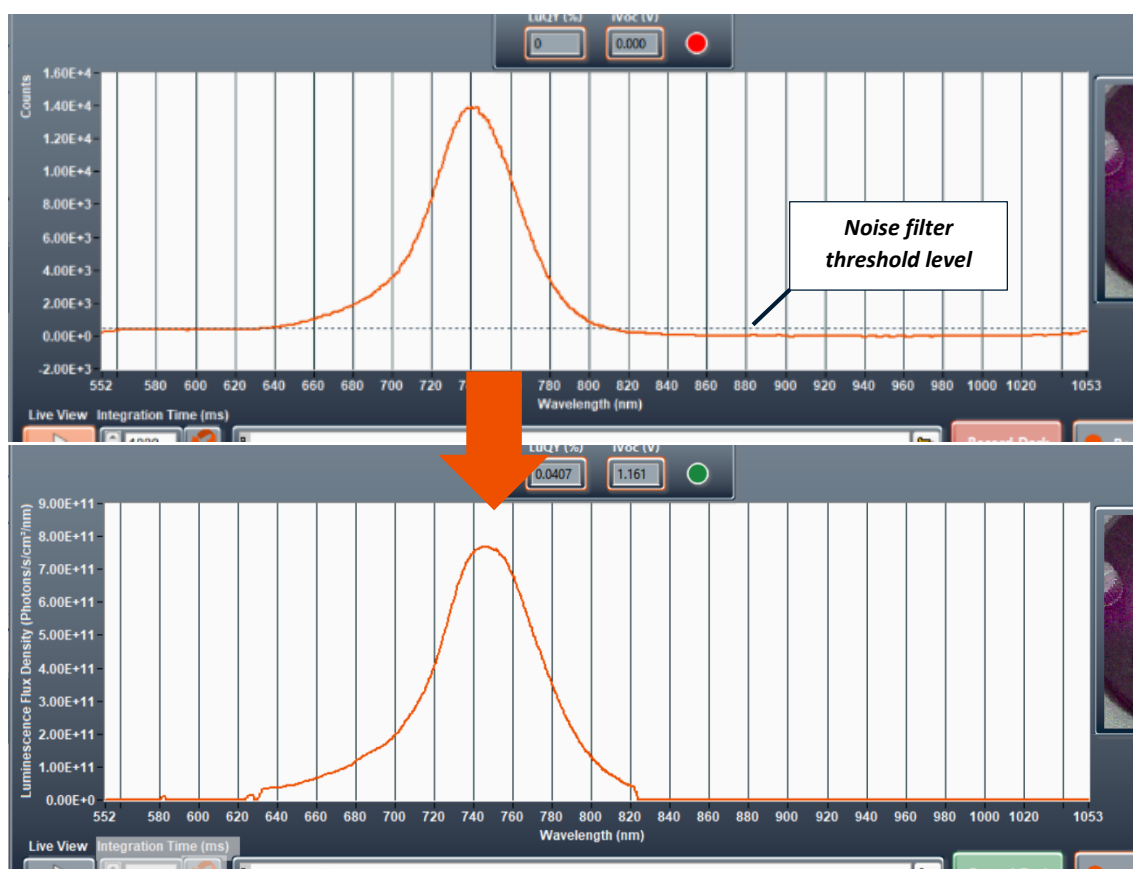 LuQY (%) iVoc (V)
0 0.000
Counts
1.60E+4
1.40E+4
1.20E+4
1.00E+4
8.00E+3
6.00E+3
4.00E+3
2.00E+3
0.00E+0
-2.00E+3
Noise filter
threshold level
552 580 600 620 640 660 680 700 720 780 800 820 840 860 880 900 920 940 960 980 1000 1020 1053
Wavelength (nm)
Live View Integration Time (ms)
Record Dark
LuQY (%) iVoc (V)
0.0407 1.161
Luminescence Flux Density (Photons/s/cm²/nm)
9.00E+11
8.00E+11
7.00E+11
6.00E+11
5.00E+11
4.00E+11
3.00E+11
2.00E+11
1.00E+11
0.00E+0
552 580 600 620 640 660 680 700 720 740 760 780 800 820 840 860 880 900 920 940 960 980 1000 1020 1053
Wavelength (nm)
Live View Integration Time (ms)